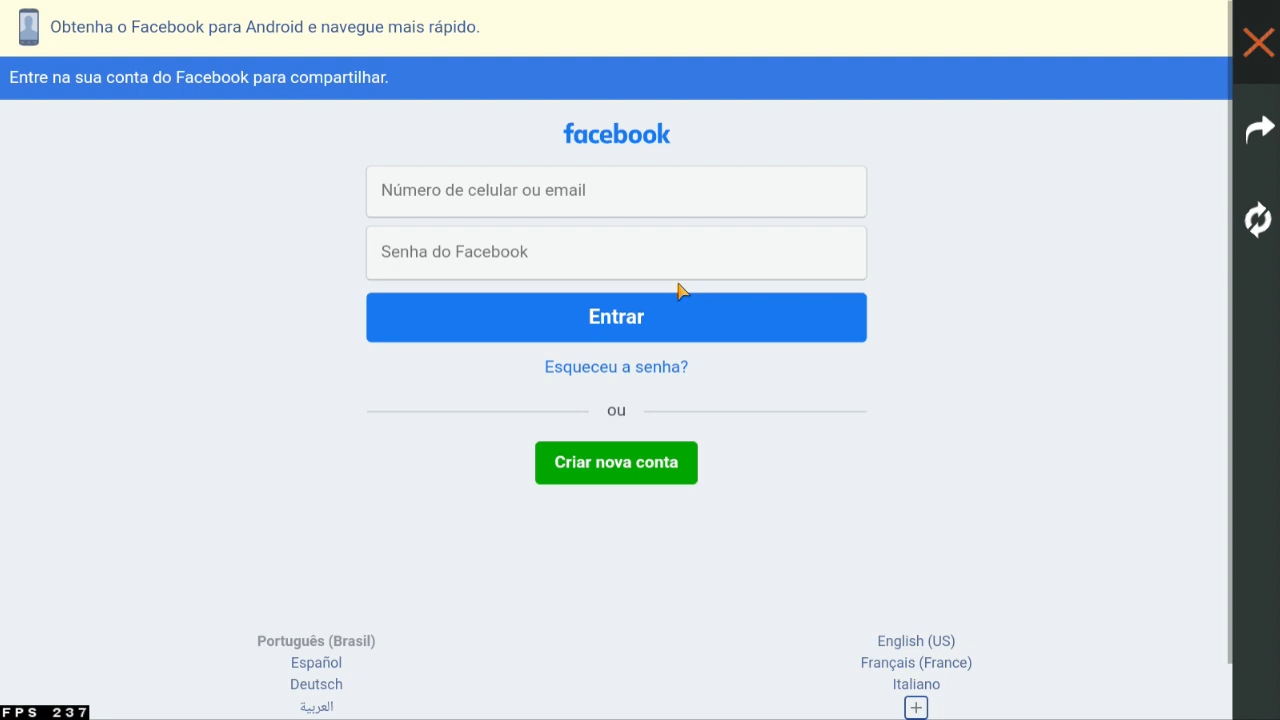 Obtenha o Facebook para Android e navegue mais rápido.
Entre na sua conta do Facebook para compartilhar.
facebook
Número de celular ou email
Senha do Facebook
Entrar
Esqueceu a senha?
ou
Criar nova conta
Português (Brasil)
English (US)
Español
Français (France)
Deutsch
Italiano
العربية
FPS 237